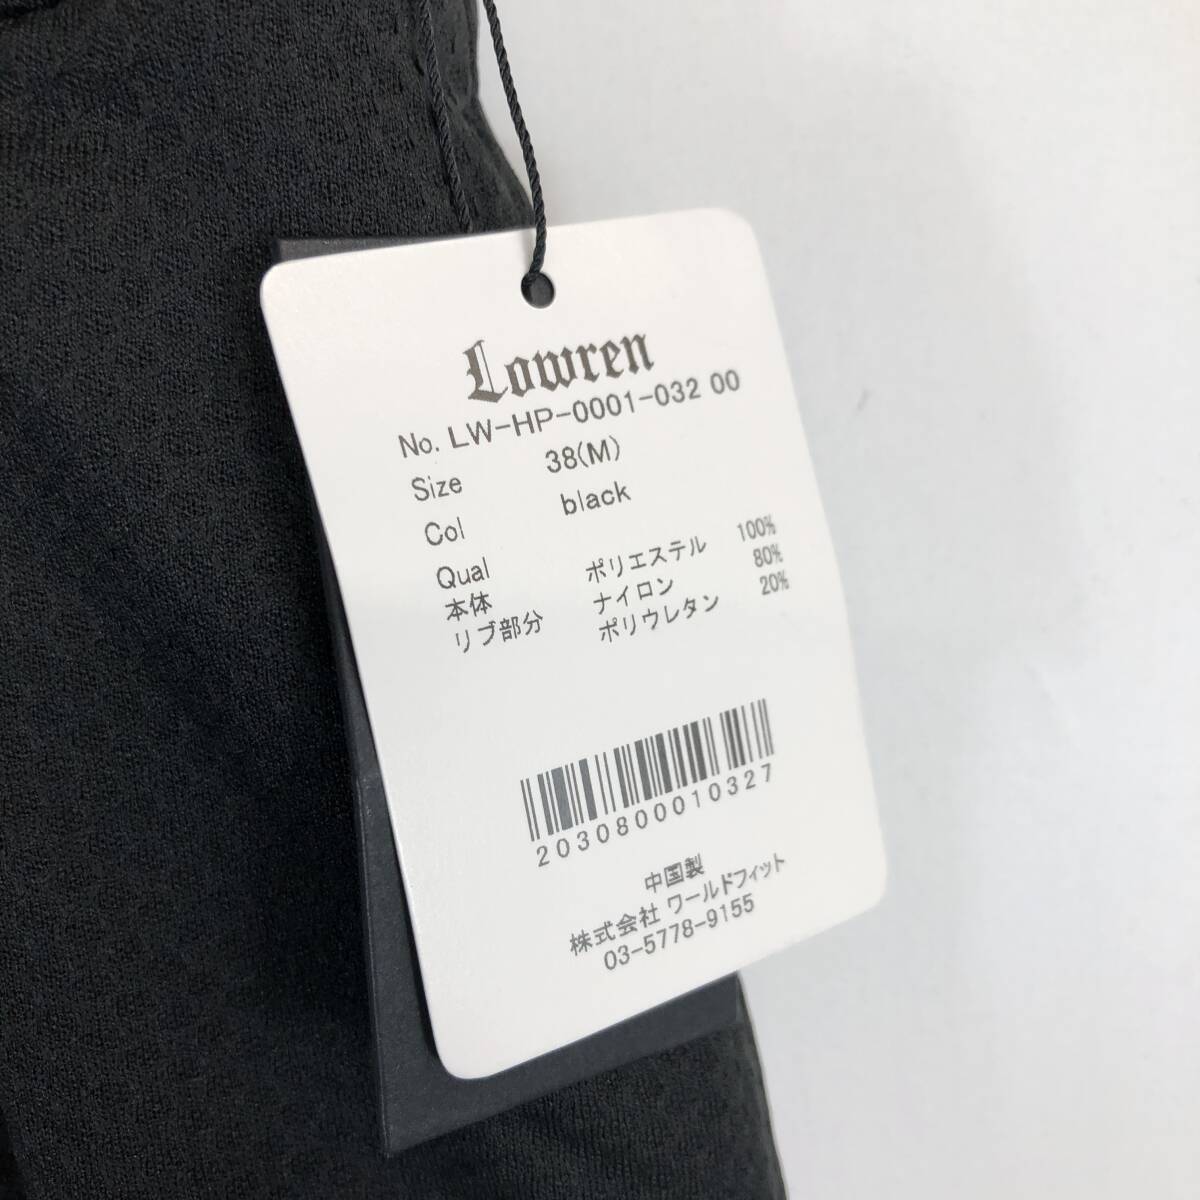 Lowren
No. LW-HP-0001-032 00
Size 38(M)
Col black
Qual
本体 ポリエステル 100%
リブ部分 ナイロン 80%
ポリウレタン 20%
2030800010327
中国製
株式会社 ワールドフィット
03-5778-9155